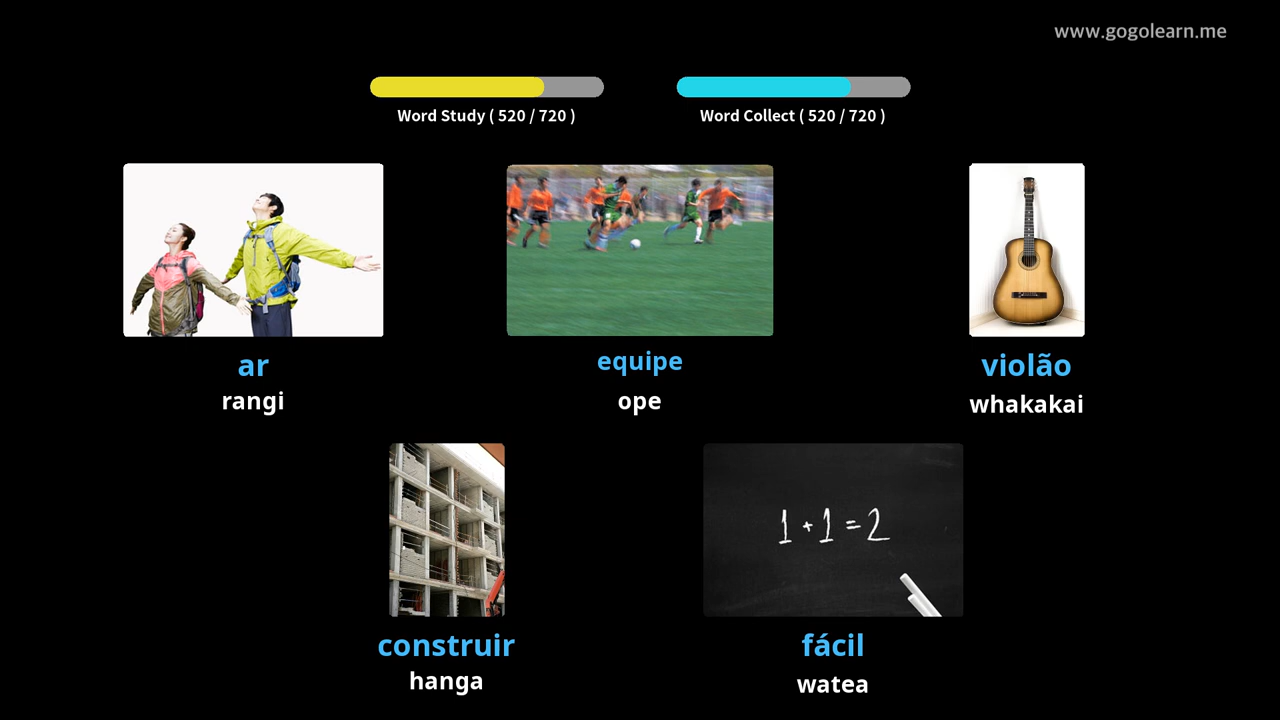 www.gogolearn.me
Word Study ( 520 / 720 )
Word Collect ( 520 / 720 )
ar
rangi
equipe
ope
violão
whakakai
1 + 1 = 2
construir
hanga
fácil
watea